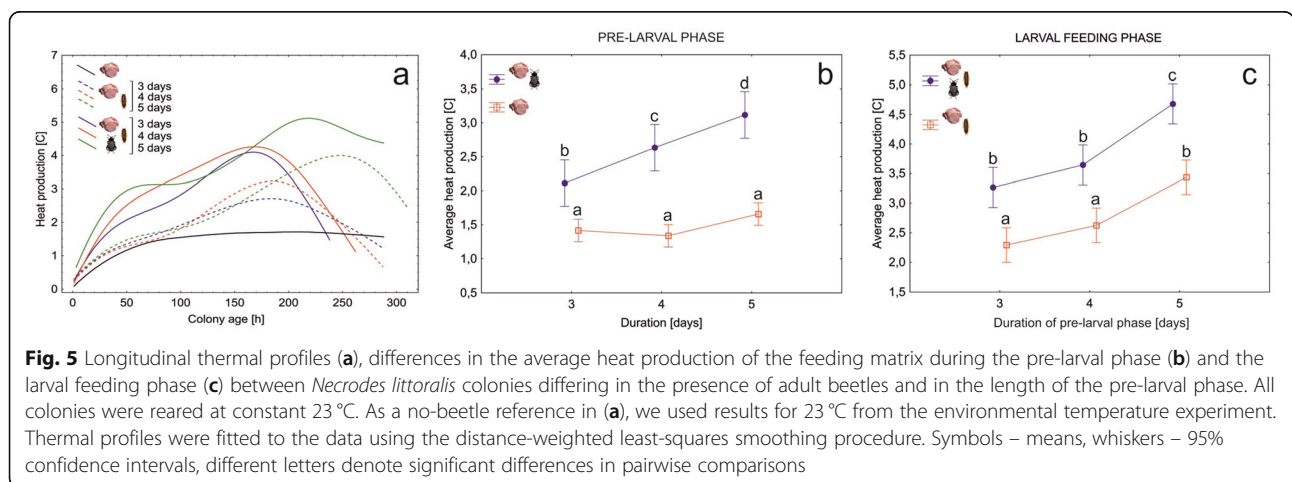 a
7
6
5
4
3
2
1
0
Heat production [C]
3 days
4 days
5 days
3 days
4 days
5 days
0 50 100 150 200 250 300
Colony age [h]
PRE-LARVAL PHASE
b
4,0
3,5
3,0
2,5
2,0
1,5
1,0
0,5
Average heat production [C]
b
c
d
a
a
a
3 4 5
Duration [days]
LARVAL FEEDING PHASE
c
5,5
5,0
4,5
4,0
3,5
3,0
2,5
2,0
1,5
Average heat production [C]
b
b
c
a
a
b
3 4 5
Duration of pre-larval phase [days]
Fig. 5 Longitudinal thermal profiles (a), differences in the average heat production of the feeding matrix during the pre-larval phase (b) and the
larval feeding phase (c) between Necrodes littoralis colonies differing in the presence of adult beetles and in the length of the pre-larval phase. All
colonies were reared at constant 23 °C. As a no-beetle reference in (a), we used results for 23 °C from the environmental temperature experiment.
Thermal profiles were fitted to the data using the distance-weighted least-squares smoothing procedure. Symbols – means, whiskers – 95%
confidence intervals, different letters denote significant differences in pairwise comparisons